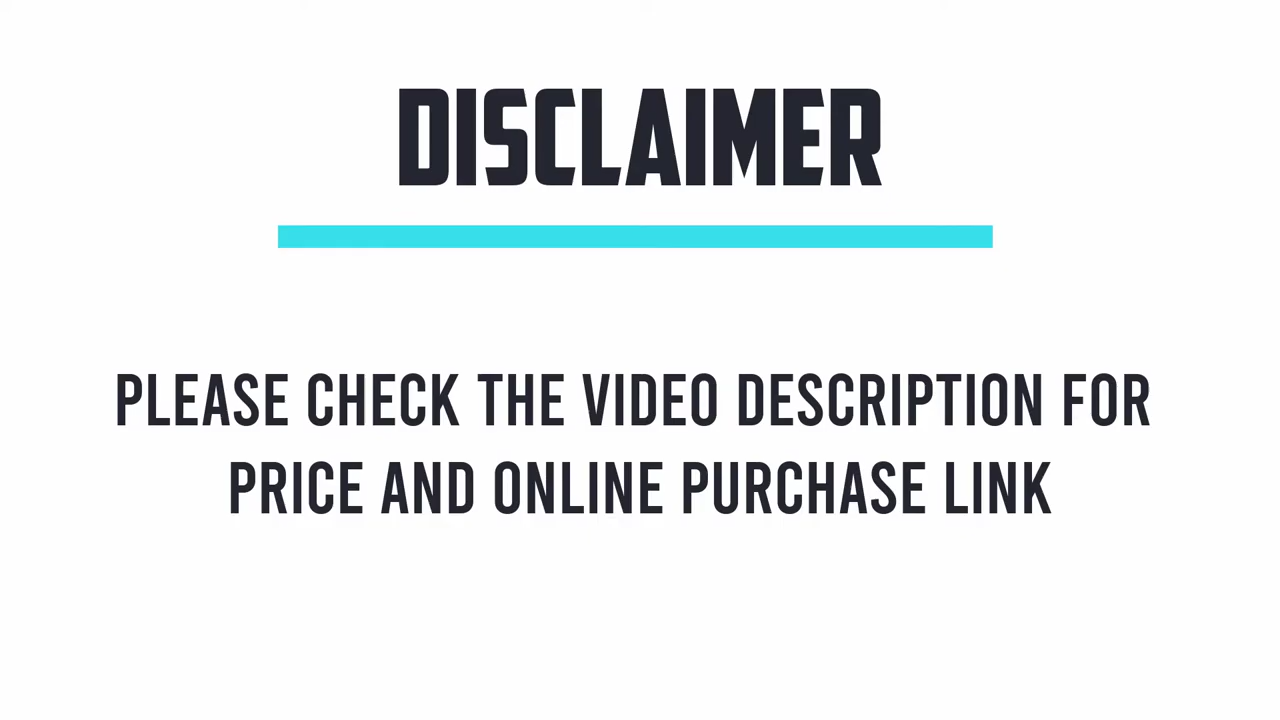 DISCLAIMER
PLEASE CHECK THE VIDEO DESCRIPTION FOR
PRICE AND ONLINE PURCHASE LINK